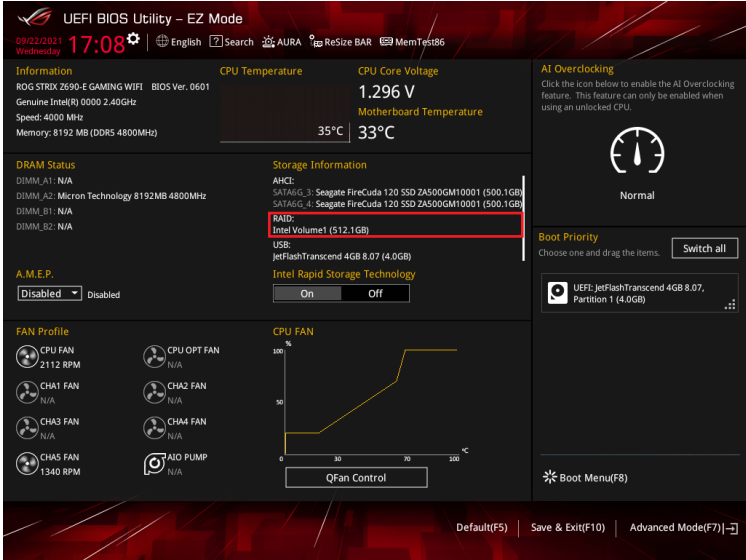 UEFI BIOS Utility – EZ Mode
09/22/2021
Wednesday
17:08
English
Search
AURA
ReSize BAR
MemTest86
Information
ROG STRIX Z690-E GAMING WIFI BIOS Ver. 0601
Genuine Intel(R) 0000 2.40GHz
Speed: 4000 MHz
Memory: 8192 MB (DDR5 4800MHz)
CPU Temperature
35°C
CPU Core Voltage
1.296 V
Motherboard Temperature
33°C
AI Overclocking
Click the icon below to enable the AI Overclocking
feature. This feature can only be enabled when
using an unlocked CPU.
Normal
DRAM Status
DIMM_A1: N/A
DIMM_A2: Micron Technology 8192MB 4800MHz
DIMM_B1: N/A
DIMM_B2: N/A
Storage Information
AHCI:
SATA6G_3: Seagate FireCuda 120 SSD ZA500GM10001 (500.1GB)
SATA6G_4: Seagate FireCuda 120 SSD ZA500GM10001 (500.1GB)
RAID:
Intel Volume1 (512.1GB)
USB:
JetFlashTranscend 4GB 8.07 (4.0GB)
A.M.E.P.
Disabled
Disabled
Intel Rapid Storage Technology
On
Off
Boot Priority
Choose one and drag the items.
Switch all
UEFI: JetFlashTranscend 4GB 8.07,
Partition 1 (4.0GB)
FAN Profile
CPU FAN
2112 RPM
CPU OPT FAN
N/A
CHA1 FAN
N/A
CHA2 FAN
N/A
CHA3 FAN
N/A
CHA4 FAN
N/A
CHA5 FAN
1340 RPM
AIO PUMP
N/A
CPU FAN
%
100
50
0
30
70
100
°C
QFan Control
Boot Menu(F8)
Default(F5)
Save & Exit(F10)
Advanced Mode(F7)